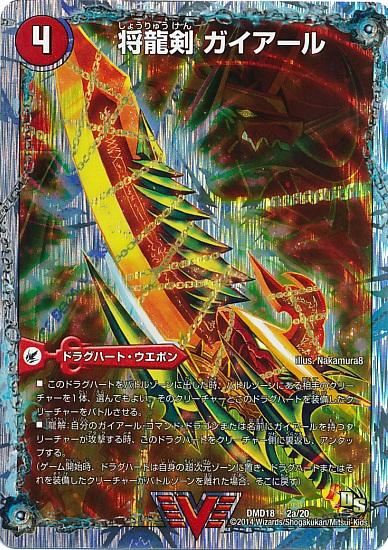 しょうりゅうけん
4
将龍剣 ガイアール
illus. Nakamura8
ドラグハート・ウエポン
■ このドラグハートをバトルゾーンに出した時、バトルゾーンにある相手のクリー
チャーを1体、選んでもよい。そのクリーチャーとこのドラグハートを装備したク
リーチャーをバトルさせる。
■ 龍解：自分のガイアール・コマンド・ドラゴンまたは名前にガイアールを持つク
リーチャーが攻撃する時、このドラグハートをクリーチャー側に裏返し、アンタッ
プする。
(ゲーム開始時、ドラグハートは自身の超次元ゾーンに置き、ドラグハートまたはそ
れを装備したクリーチャーがバトルゾーンを離れた場合、そこに戻す)
DMD18 2a/20
DS
©2014 Wizards/Shogakukan/Mitsui-Kids